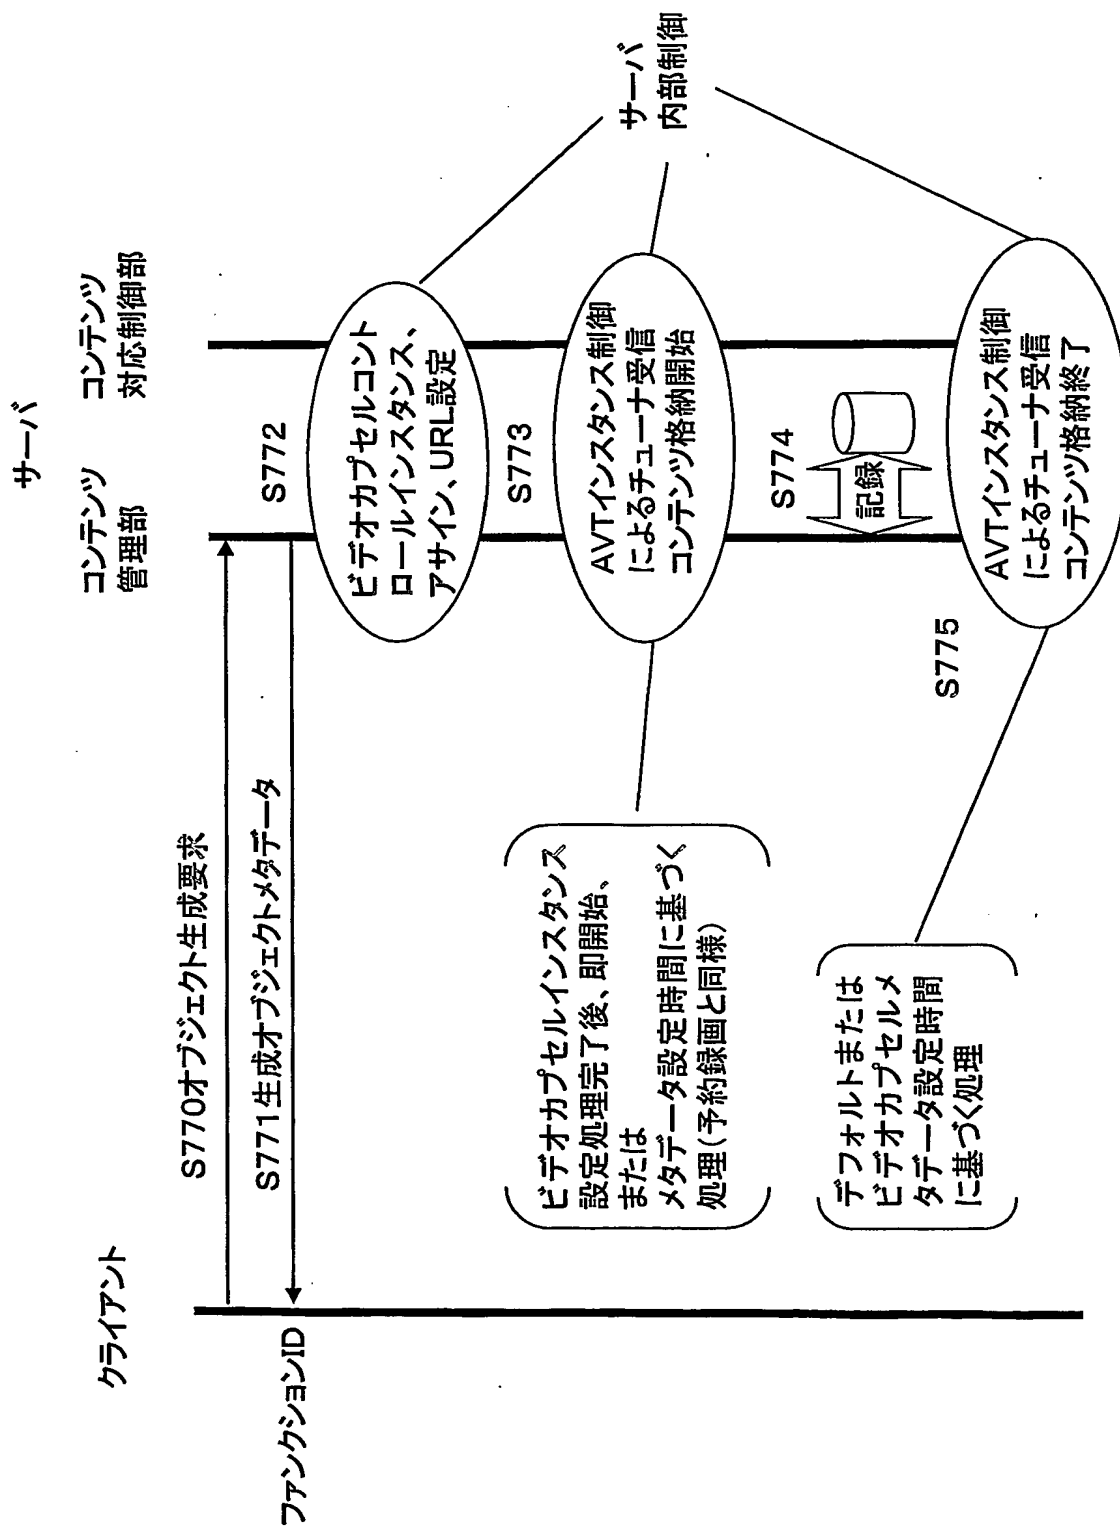 サーバ
クライアント
コンテンツ
管理部
コンテンツ
対応制御部
S770オブジェクト生成要求
S771生成オブジェクトメタデータ
ファンクションID
S772
ビデオカプセルコント
ロールインスタンス、
アサイン、URL設定
サーバ
内部制御
S773
AVTインスタンス制御
によるチューナ受信
コンテンツ格納開始
ビデオカプセルインスタンス
設定処理完了後、即開始、
または
メタデータ設定時間に基づく
処理(予約録画と同様)
S774
記録
S775
AVTインスタンス制御
によるチューナ受信
コンテンツ格納終了
デフォルトまたは
ビデオカプセルメ
タデータ設定時間
に基づく処理